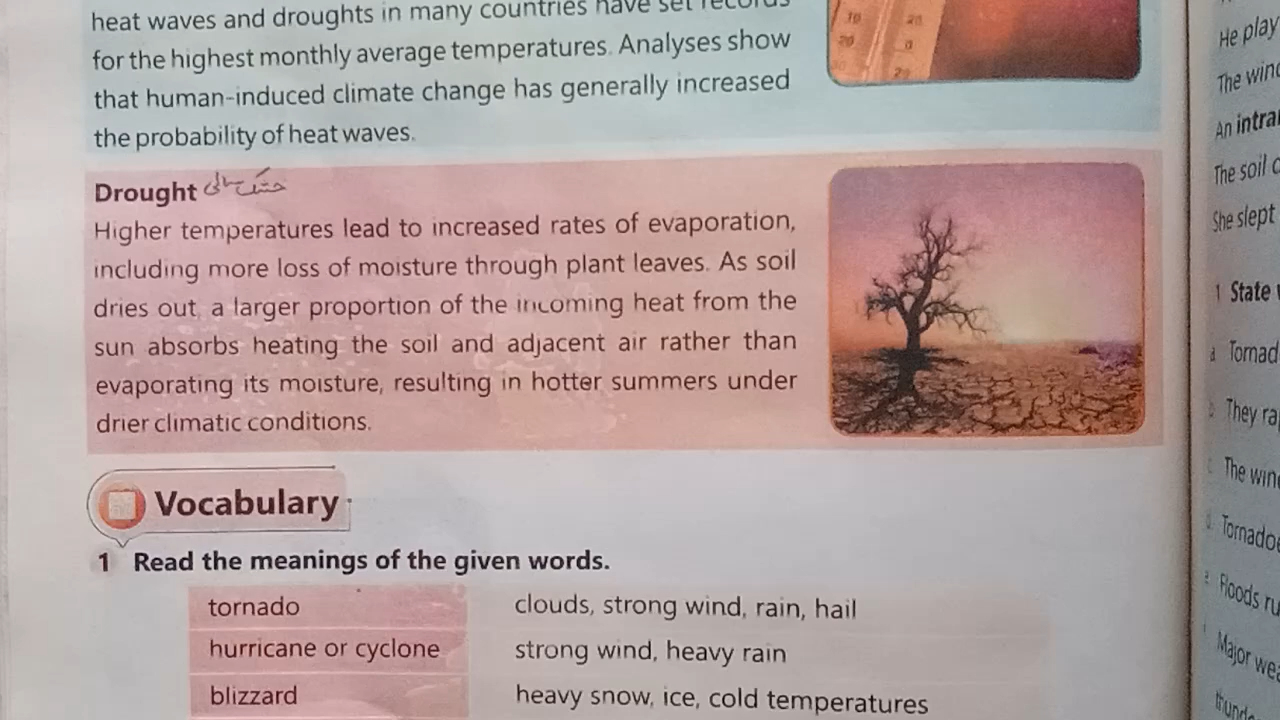 heat waves and droughts in many countries have set records
for the highest monthly average temperatures. Analyses show
that human-induced climate change has generally increased
the probability of heat waves.
Drought خشک سالی
Higher temperatures lead to increased rates of evaporation,
including more loss of moisture through plant leaves. As soil
dries out, a larger proportion of the incoming heat from the
sun absorbs heating the soil and adjacent air rather than
evaporating its moisture, resulting in hotter summers under
drier climatic conditions.
Vocabulary
1 Read the meanings of the given words.
tornado clouds, strong wind, rain, hail
hurricane or cyclone strong wind, heavy rain
blizzard heavy snow, ice, cold temperatures
He play
The wind
An intra
The soil
She slept
1 State
a Tornad
They ra
The win
Tornado
Floods ru
Major wea
thund